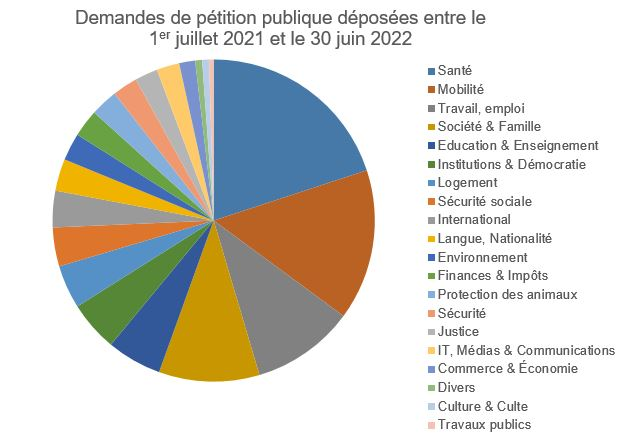 Demandes de pétition publique déposées entre le
1er juillet 2021 et le 30 juin 2022
Santé
Mobilité
Travail, emploi
Société & Famille
Education & Enseignement
Institutions & Démocratie
Logement
Sécurité sociale
International
Langue, Nationalité
Environnement
Finances & Impôts
Protection des animaux
Sécurité
Justice
IT, Médias & Communications
Commerce & Économie
Divers
Culture & Culte
Travaux publics